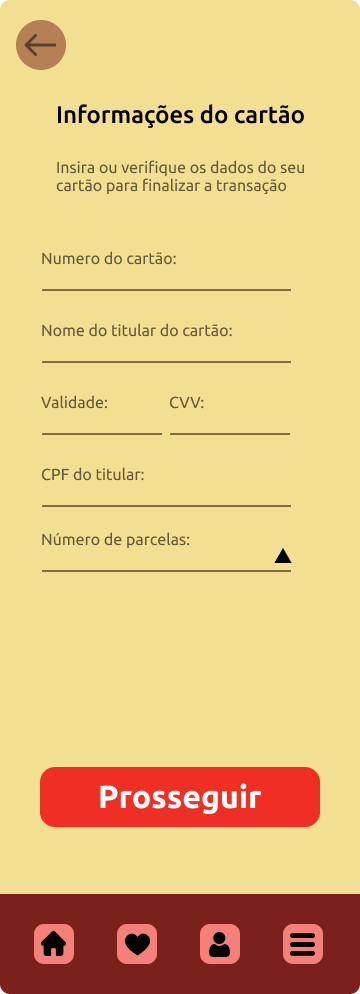 Informações do cartão
Insira ou verifique os dados do seu
cartão para finalizar a transação
Numero do cartão:
Nome do titular do cartão:
Validade: CVV:
CPF do titular:
Número de parcelas:
Prosseguir